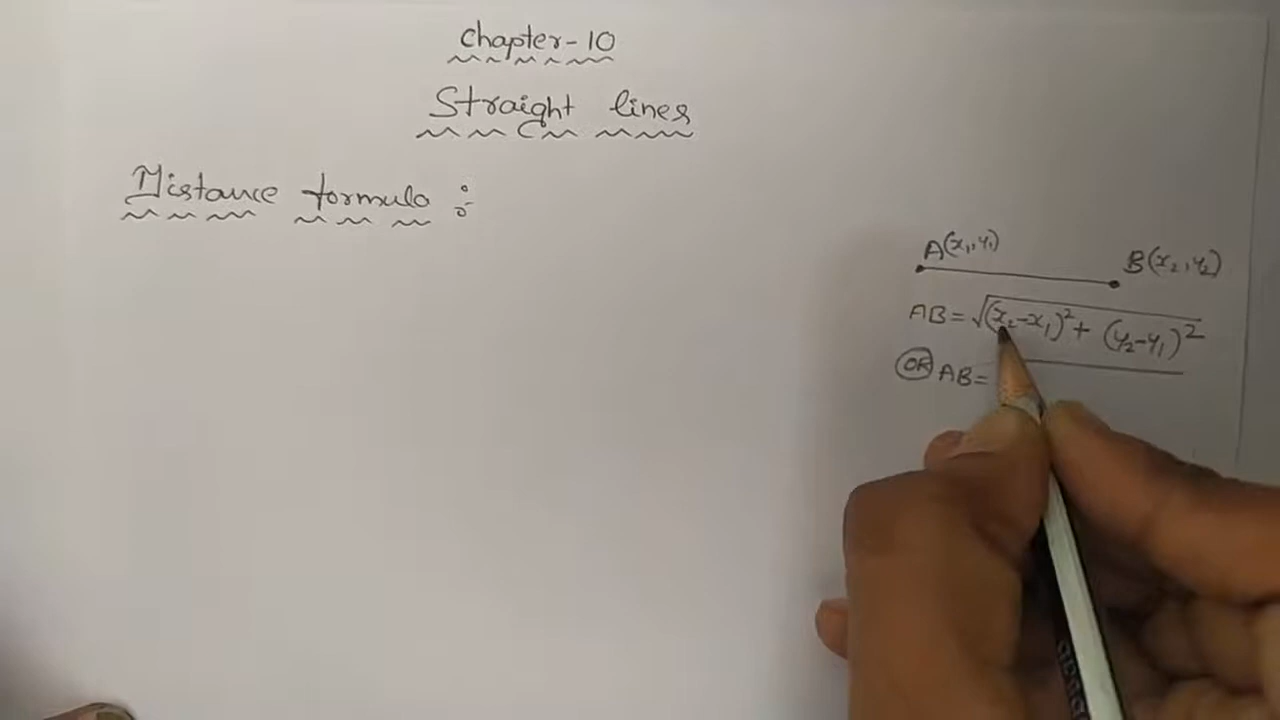 Chapter-10
Straight lines
Distance formula :
A(x₁,y₁)
B(x₂,y₂)
AB=√(x₂-x₁)²+(y₂-y₁)²
OR AB=